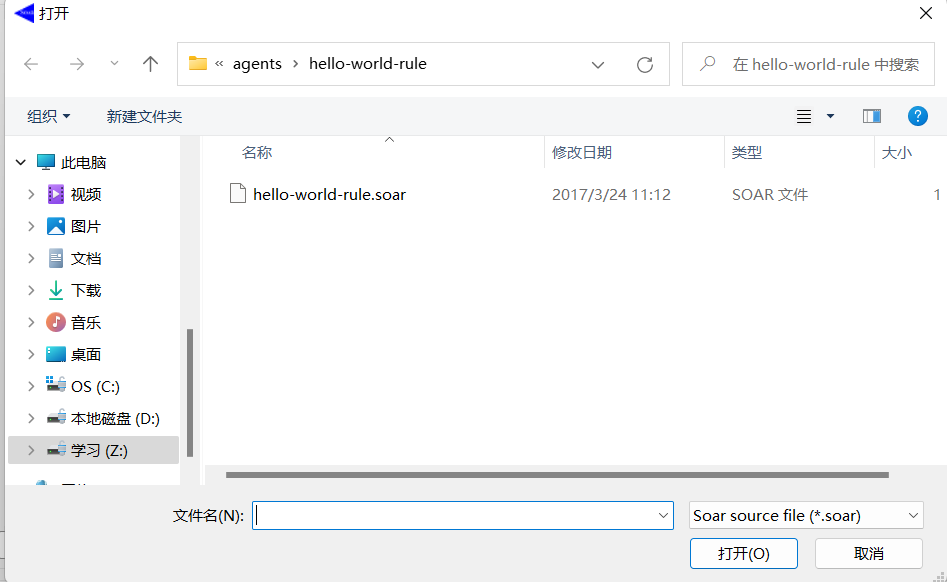 打开
« agents › hello-world-rule
在 hello-world-rule 中搜索
组织
新建文件夹
名称 修改日期 类型 大小
此电脑
hello-world-rule.soar 2017/3/24 11:12 SOAR 文件 1
视频
图片
文档
下载
音乐
桌面
OS (C:)
本地磁盘 (D:)
学习 (Z:)
文件名(N):
Soar source file (*.soar)
打开(O)
取消